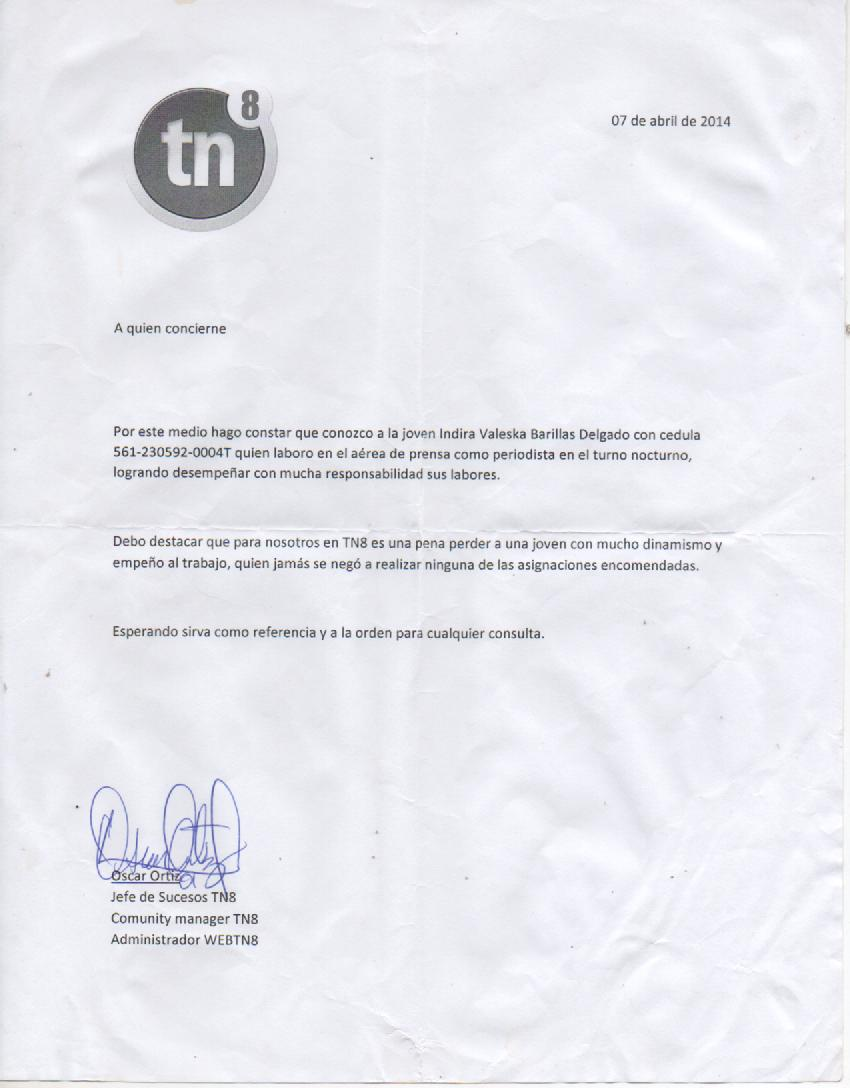 tn8
07 de abril de 2014
A quien concierne
Por este medio hago constar que conozco a la joven Indira Valeska Barillas Delgado con cedula
561-230592-0004T quien laboro en el aérea de prensa como periodista en el turno nocturno,
logrando desempeñar con mucha responsabilidad sus labores.
Debo destacar que para nosotros en TN8 es una pena perder a una joven con mucho dinamismo y
empeño al trabajo, quien jamás se negó a realizar ninguna de las asignaciones encomendadas.
Esperando sirva como referencia y a la orden para cualquier consulta.
Oscar Ortiz
Jefe de Sucesos TN8
Comunity manager TN8
Administrador WEBTN8